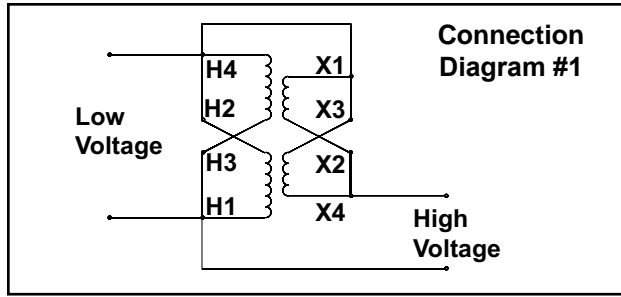 Connection
Diagram #1
H4
X1
H2
X3
Low
Voltage
H3
X2
H1
X4
High
Voltage